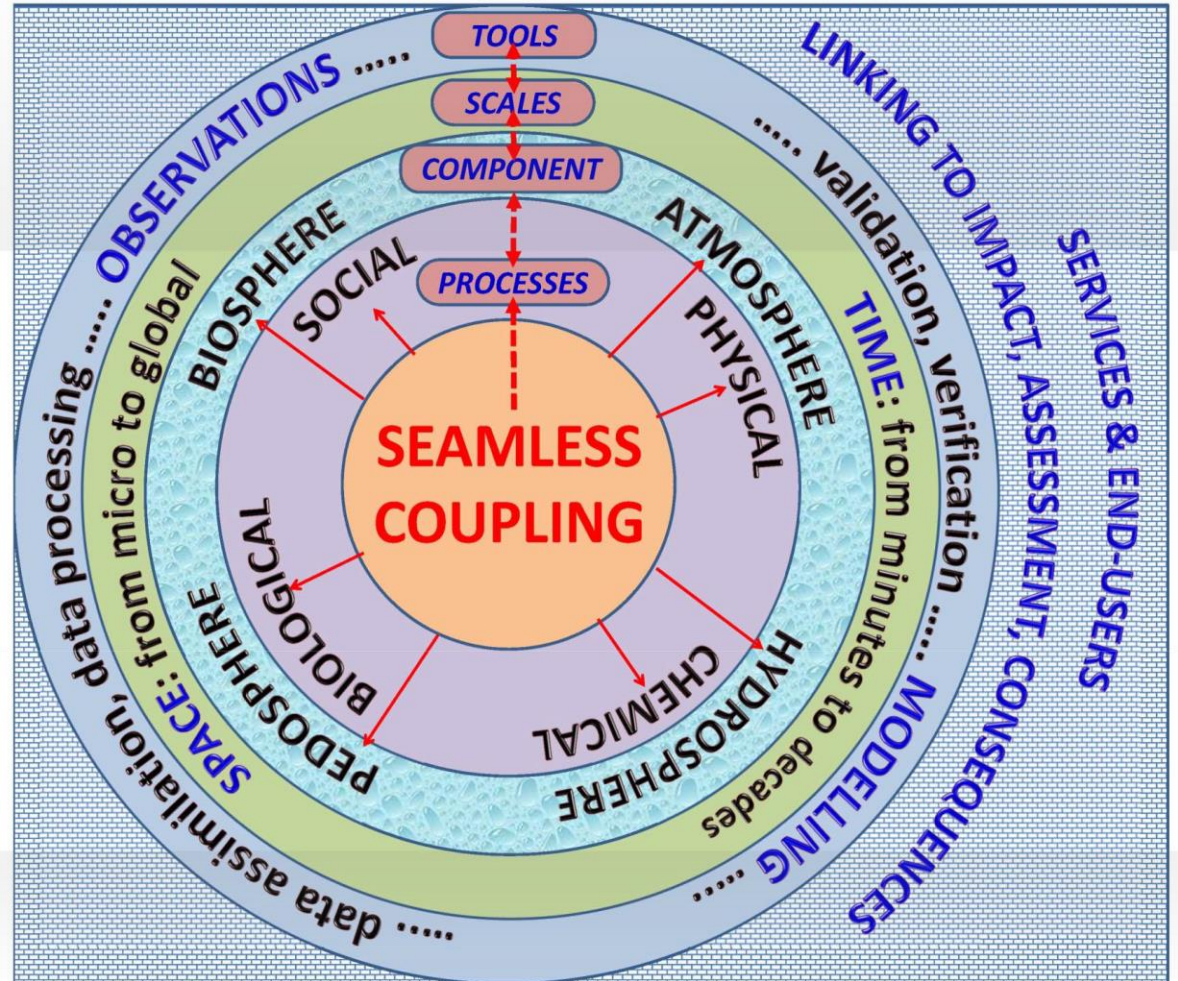 TOOLS
SCALES
COMPONENT
PROCESSES
SEAMLESS
COUPLING
SOCIAL
PHYSICAL
CHEMICAL
BIOLOGICAL
BIOSPHERE
ATMOSPHERE
HYDROSPHERE
PEDOSPHERE
SPACE: from micro to global
TIME: from minutes to decades
..... data assimilation, data processing ..... OBSERVATIONS .....
..... validation, verification ..... MODELLING .....
LINKING TO IMPACT, ASSESSMENT, CONSEQUENCES
SERVICES & END-USERS